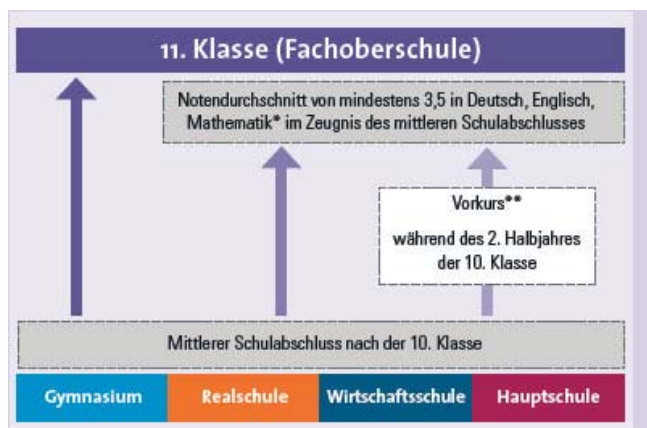 11. Klasse (Fachoberschule)
Notendurchschnitt von mindestens 3,5 in Deutsch, Englisch,
Mathematik* im Zeugnis des mittleren Schulabschlusses
Vorkurs**
während des 2. Halbjahres
der 10. Klasse
Mittlerer Schulabschluss nach der 10. Klasse
Gymnasium
Realschule
Wirtschaftsschule
Hauptschule